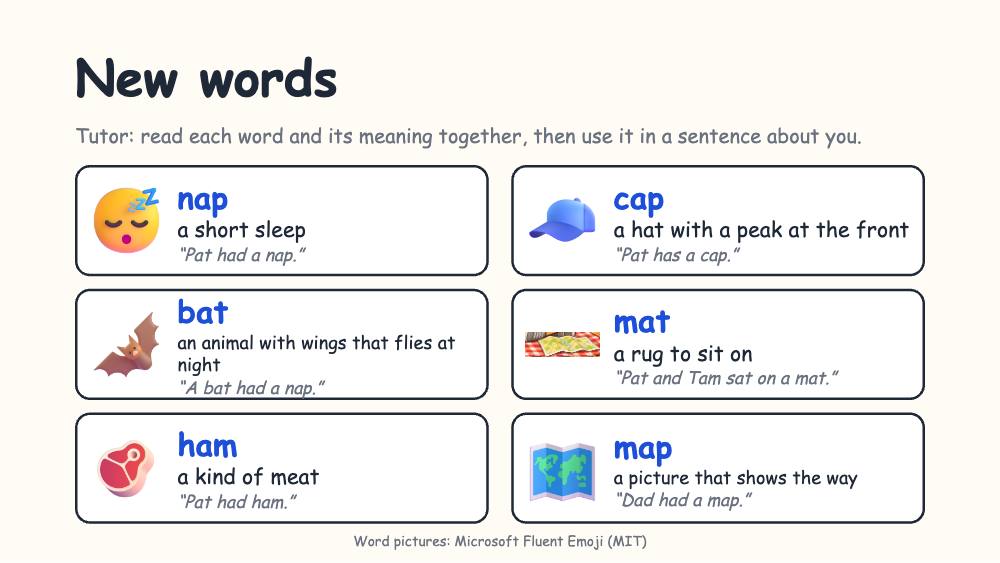 New words
Tutor: read each word and its meaning together, then use it in a sentence about you.
nap
a short sleep
"Pat had a nap."
cap
a hat with a peak at the front
"Pat has a cap."
bat
an animal with wings that flies at
night
"A bat had a nap."
mat
a rug to sit on
"Pat and Tam sat on a mat."
ham
a kind of meat
"Pat had ham."
map
a picture that shows the way
"Dad had a map."
Word pictures: Microsoft Fluent Emoji (MIT)